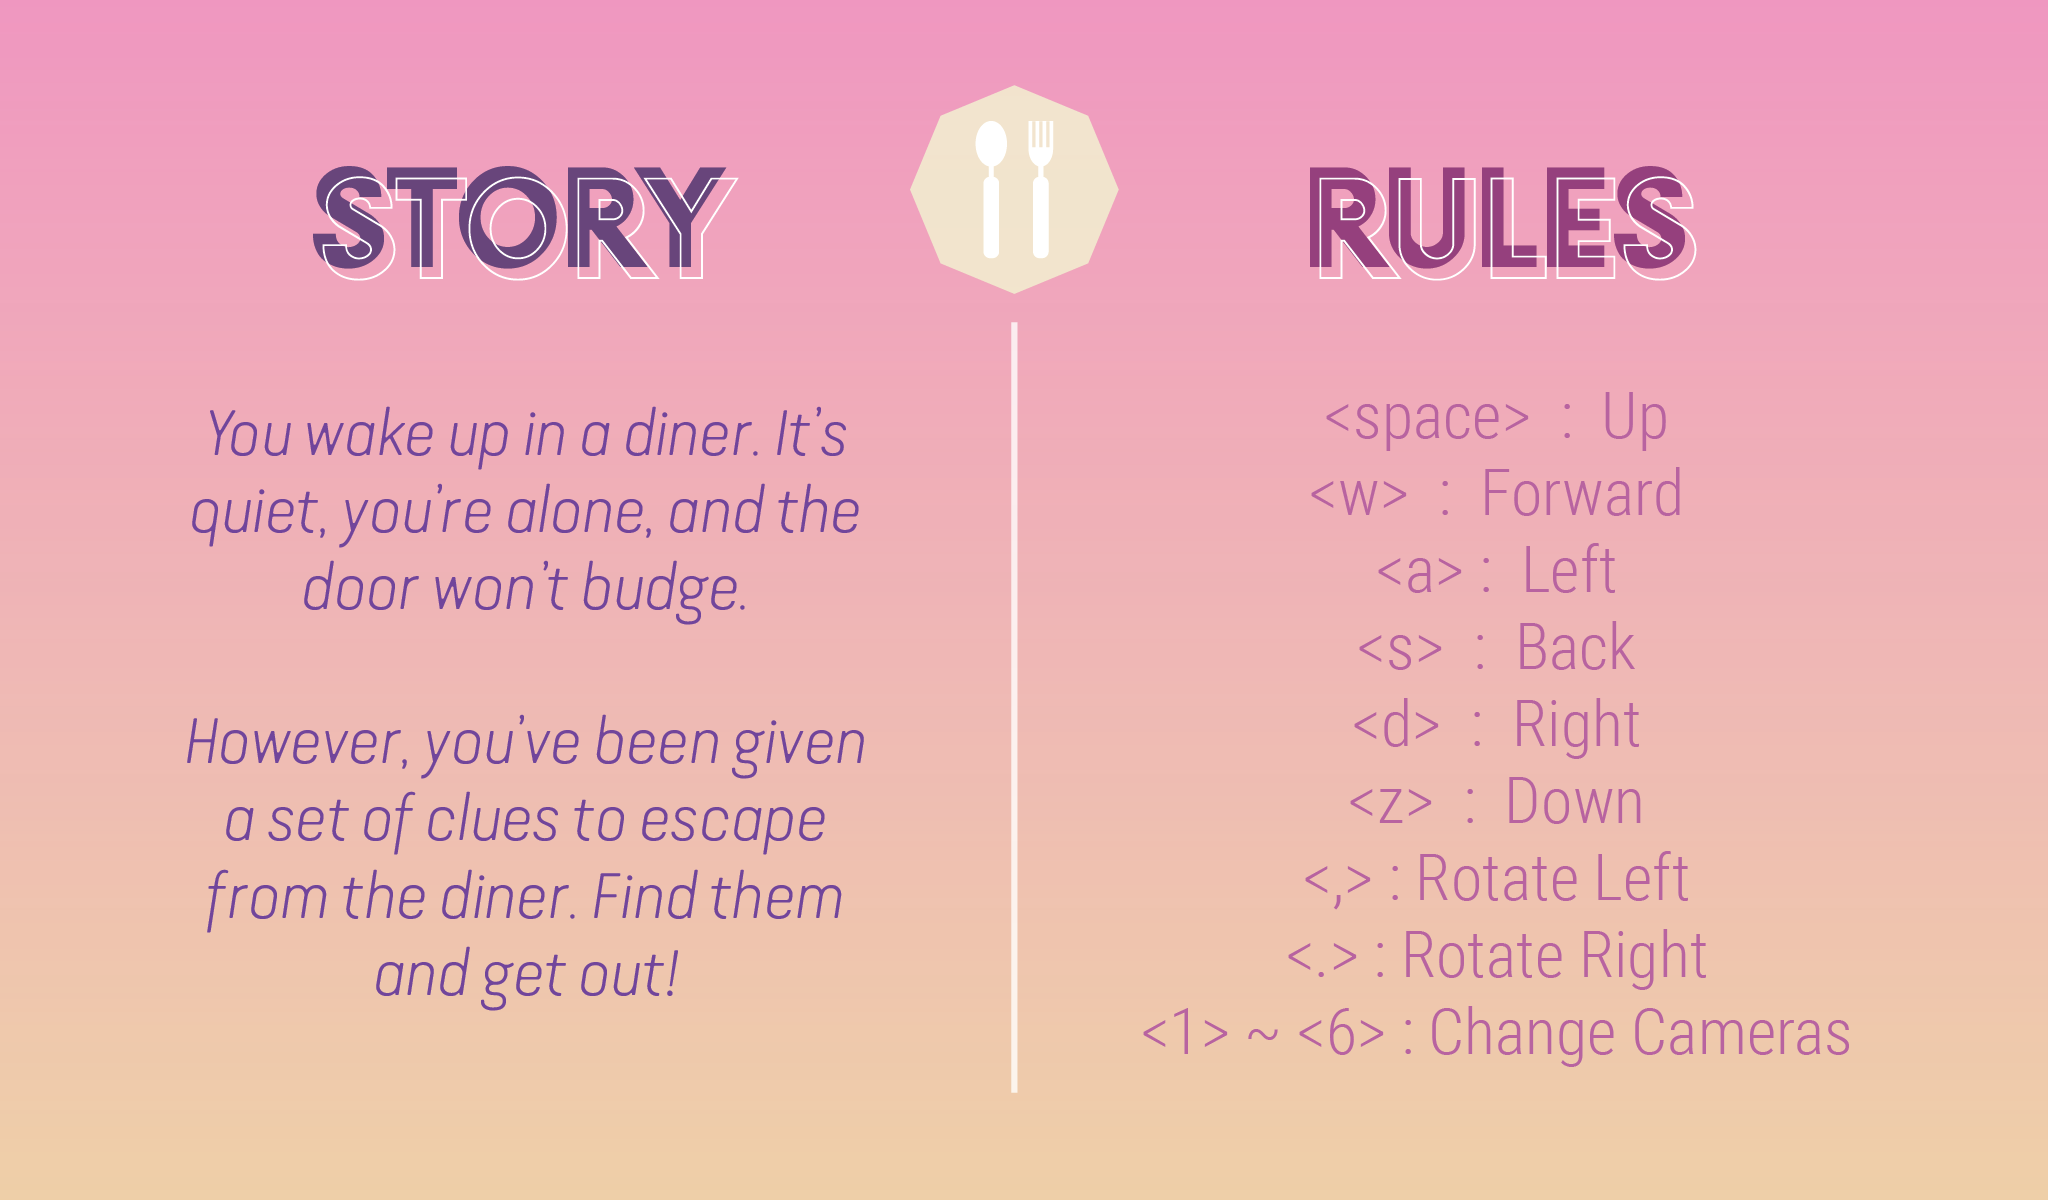 STORY
You wake up in a diner. It’s
quiet, you’re alone, and the
door won’t budge.
However, you’ve been given
a set of clues to escape
from the diner. Find them
and get out!
RULES
<space> : Up
<w> : Forward
<a> : Left
<s> : Back
<d> : Right
<z> : Down
<,> : Rotate Left
<.> : Rotate Right
<1> ~ <6> : Change Cameras